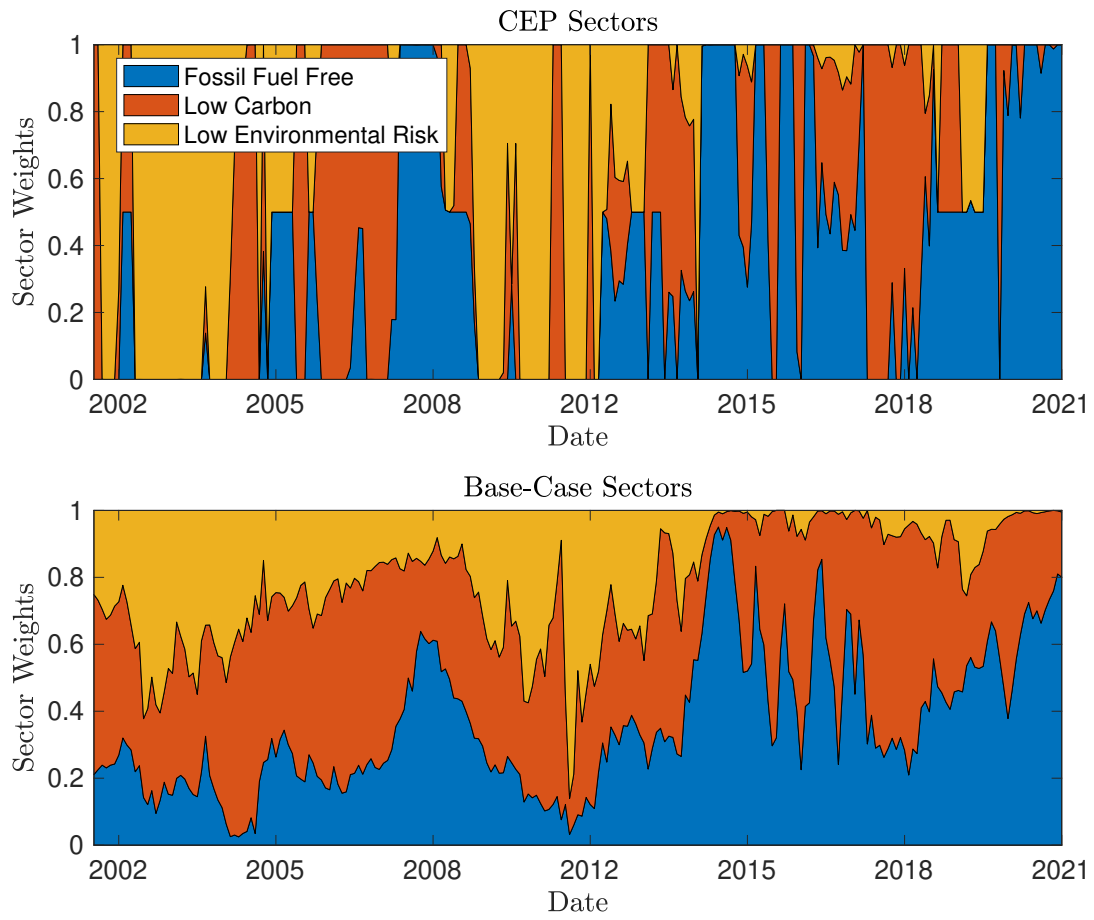 CEP Sectors
1
0.8
0.6
0.4
0.2
0
Sector Weights
Fossil Fuel Free
Low Carbon
Low Environmental Risk
2002 2005 2008 2012 2015 2018 2021
Date
Base-Case Sectors
1
0.8
0.6
0.4
0.2
0
Sector Weights
2002 2005 2008 2012 2015 2018 2021
Date